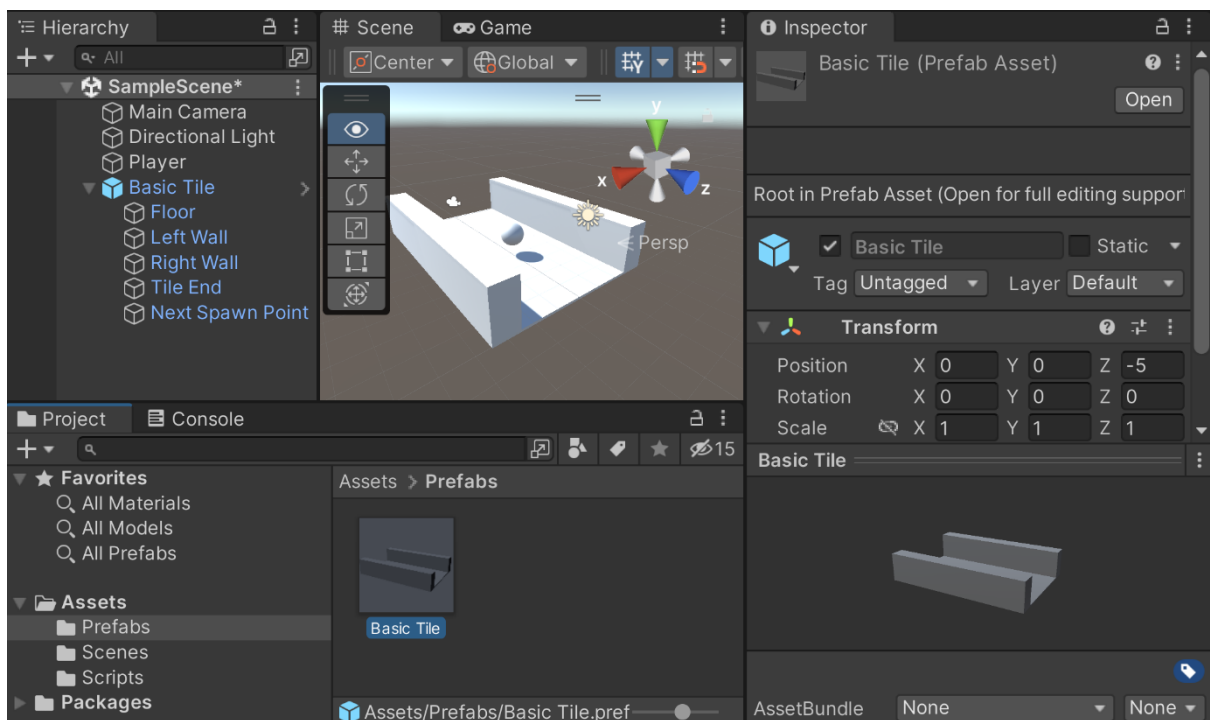 Hierarchy
All
SampleScene*
Main Camera
Directional Light
Player
Basic Tile
Floor
Left Wall
Right Wall
Tile End
Next Spawn Point
Scene Game
Center Global
y
x
z
Persp
Inspector
Basic Tile (Prefab Asset)
Open
Root in Prefab Asset (Open for full editing support
Basic Tile Static
Tag Untagged Layer Default
Transform
Position X 0 Y 0 Z -5
Rotation X 0 Y 0 Z 0
Scale X 1 Y 1 Z 1
Basic Tile
AssetBundle None None
Project Console
15
Favorites
All Materials
All Models
All Prefabs
Assets
Prefabs
Scenes
Scripts
Packages
Assets > Prefabs
Basic Tile
Assets/Prefabs/Basic Tile.pref